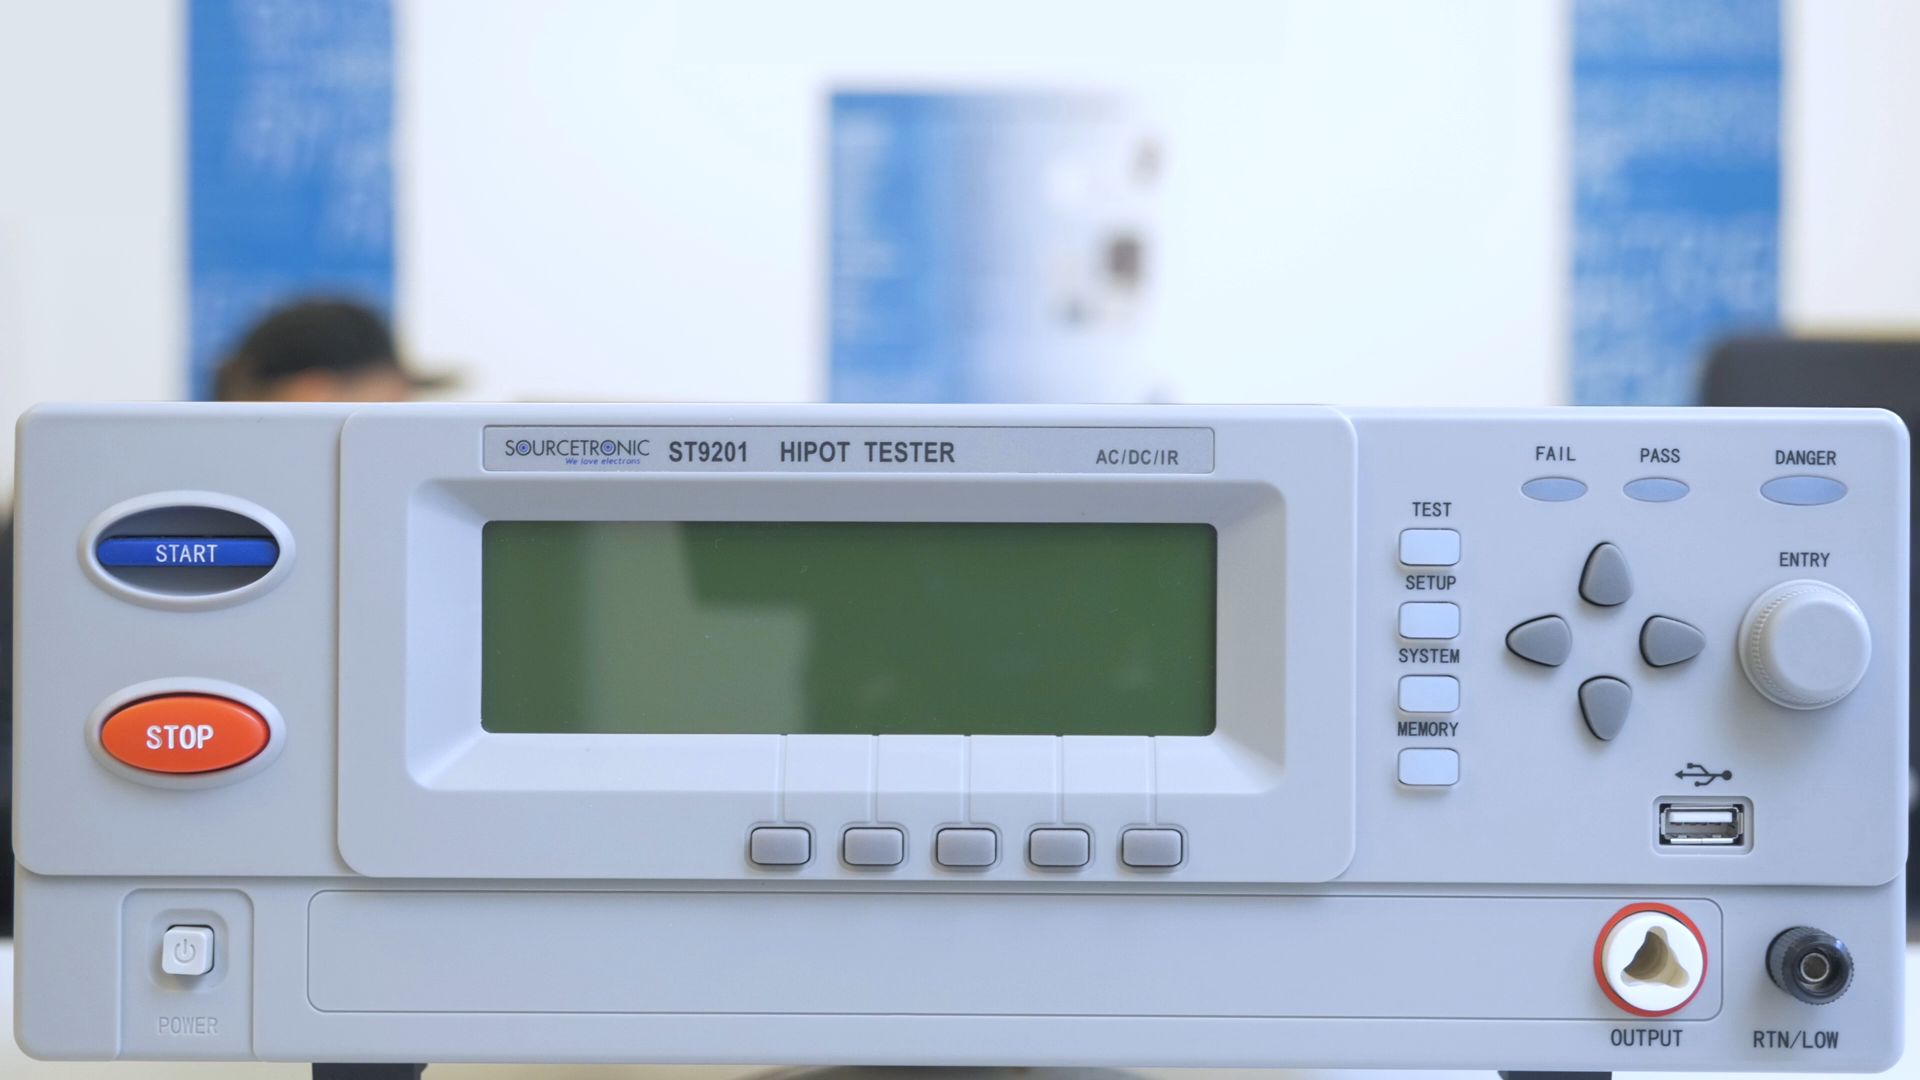 SOURCETRONIC
We love electrons
ST9201 HIPOT TESTER
AC/DC/IR
FAIL
PASS
DANGER
START
STOP
TEST
SETUP
SYSTEM
MEMORY
ENTRY
POWER
OUTPUT
RTN/LOW